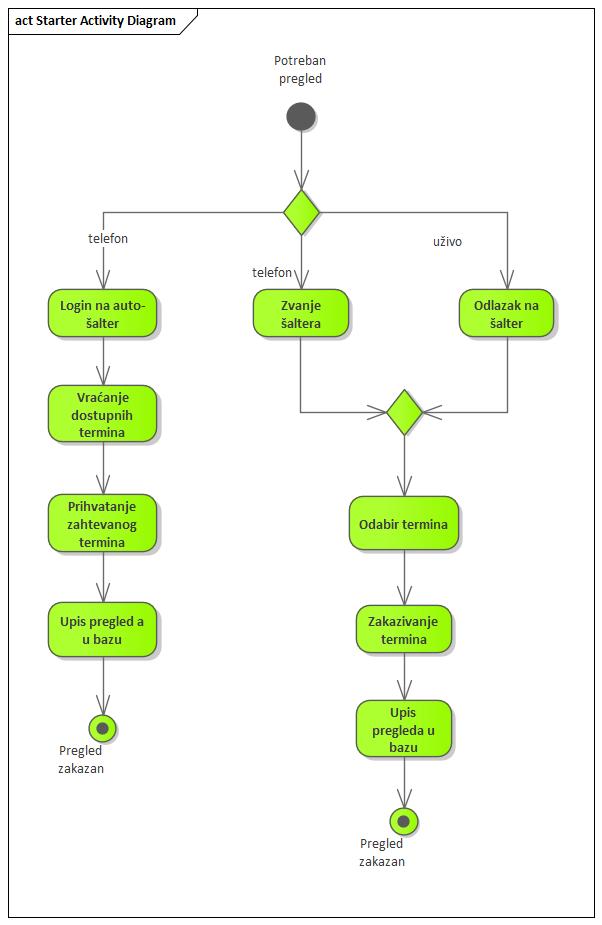 act Starter Activity Diagram
Potreban
pregled
telefon
telefon
uživo
Login na auto-
šalter
Zvanje
šaltera
Odlazak na
šalter
Vraćanje
dostupnih
termina
Prihvatanje
zahtevanog
termina
Odabir termina
Upis pregled a
u bazu
Zakazivanje
termina
Upis
pregleda u
bazu
Pregled
zakazan
Pregled
zakazan